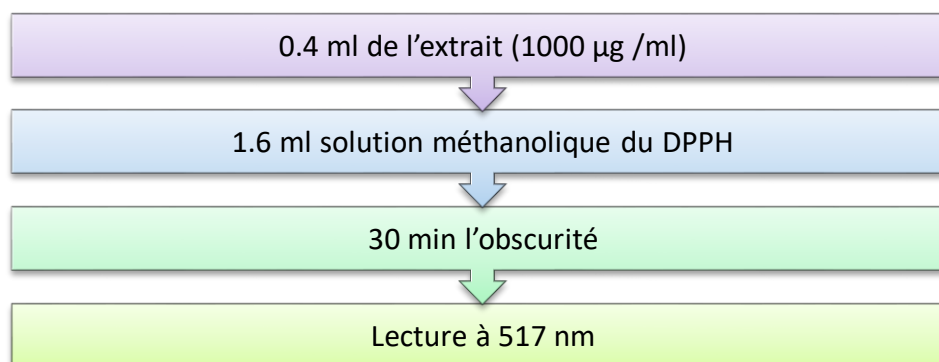 0.4 ml de l’extrait (1000 µg /ml)
1.6 ml solution méthanolique du DPPH
30 min l’obscurité
Lecture à 517 nm